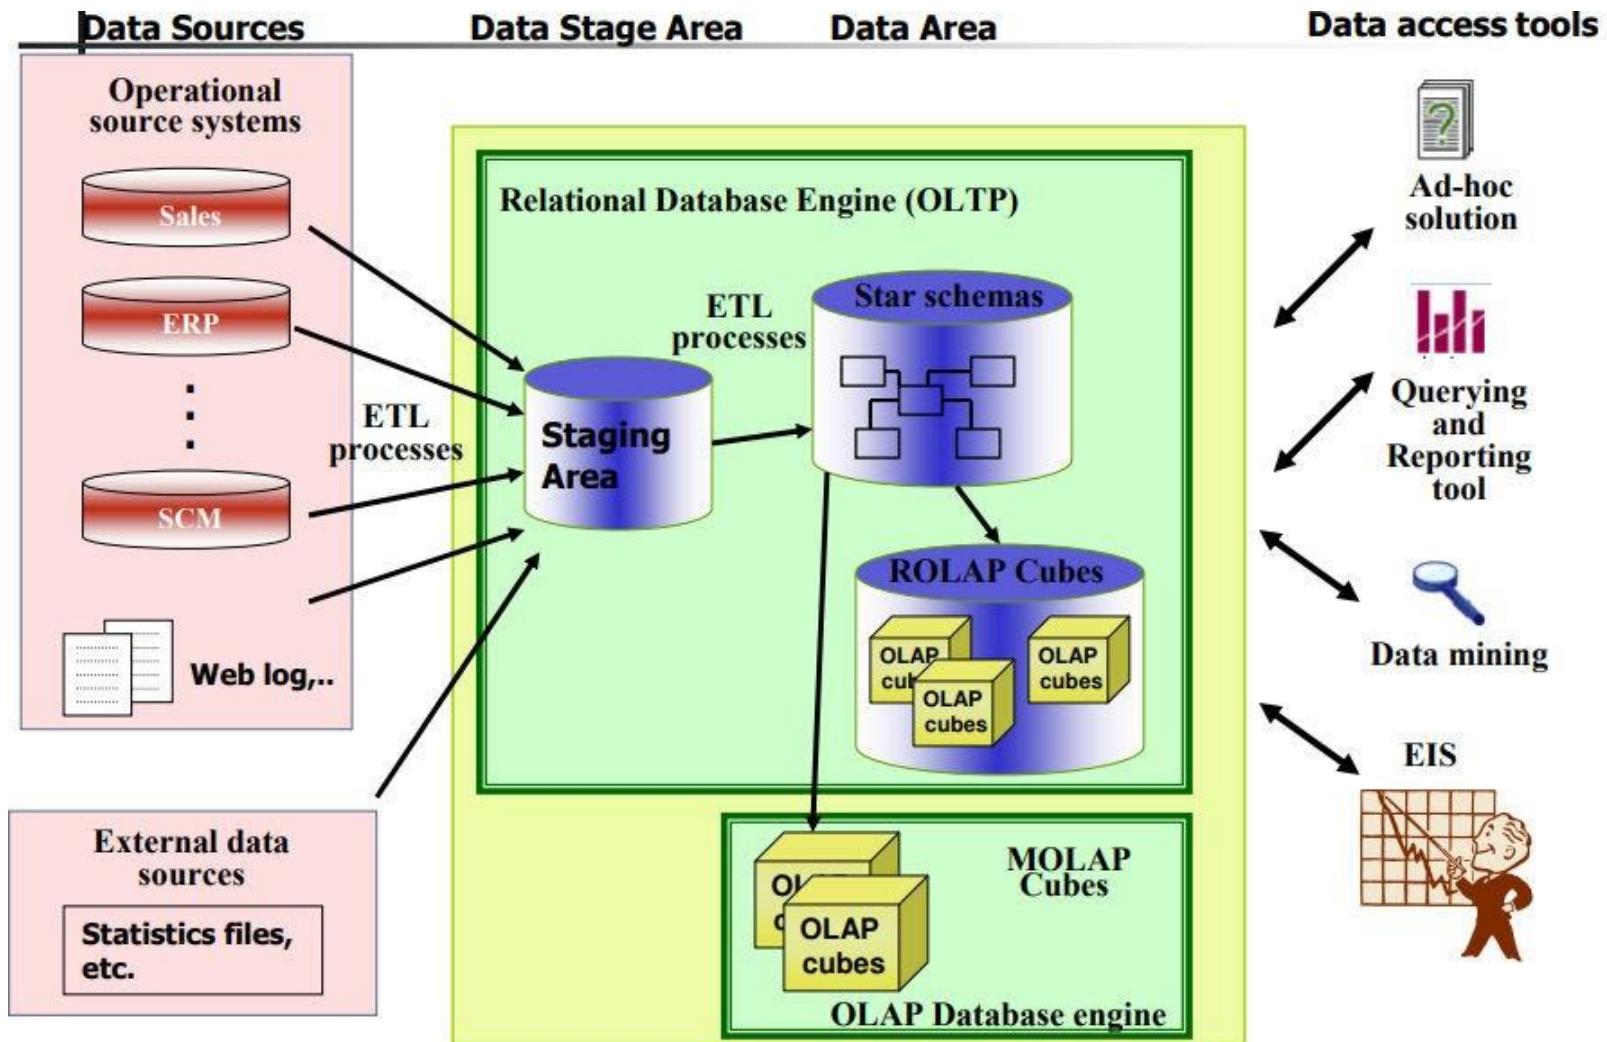 Data Sources
Data Stage Area
Data Area
Data access tools
Operational
source systems
Sales
ERP
SCM
Web log,..
ETL
processes
External data
sources
Statistics files,
etc.
Relational Database Engine (OLTP)
Staging
Area
ETL
processes
Star schemas
ROLAP Cubes
OLAP
cub
OLAP
cubes
OLAP
cubes
MOLAP
Cubes
OLAP
cubes
OLAP Database engine
Ad-hoc
solution
Querying
and
Reporting
tool
Data mining
EIS